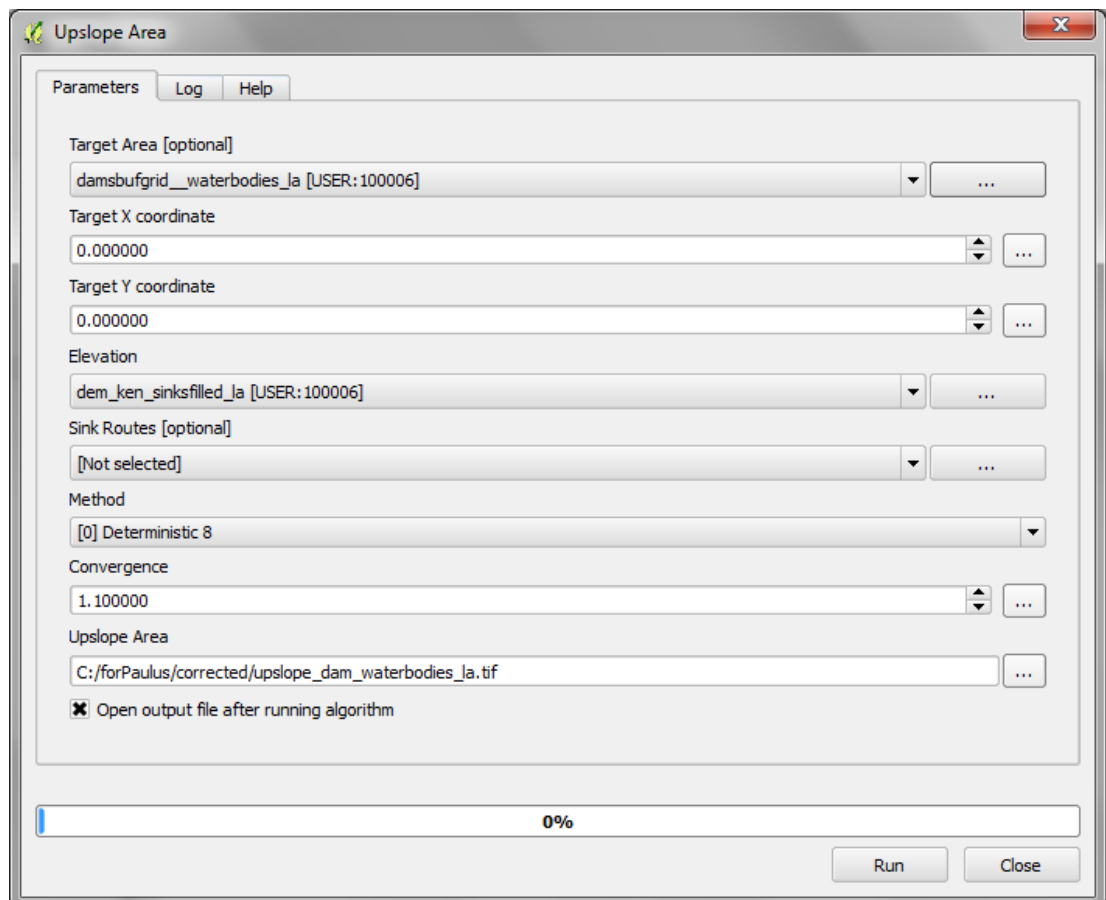 Upslope Area
Parameters Log Help
Target Area [optional]
damsbufgrid__waterbodies_la [USER:100006]
...
Target X coordinate
0.000000
...
Target Y coordinate
0.000000
...
Elevation
dem_ken_sinksfilled_la [USER:100006]
...
Sink Routes [optional]
[Not selected]
...
Method
[0] Deterministic 8
Convergence
1.100000
...
Upslope Area
C:/forPaulus/corrected/upslope_dam_waterbodies_la.tif
...
Open output file after running algorithm
0%
Run Close